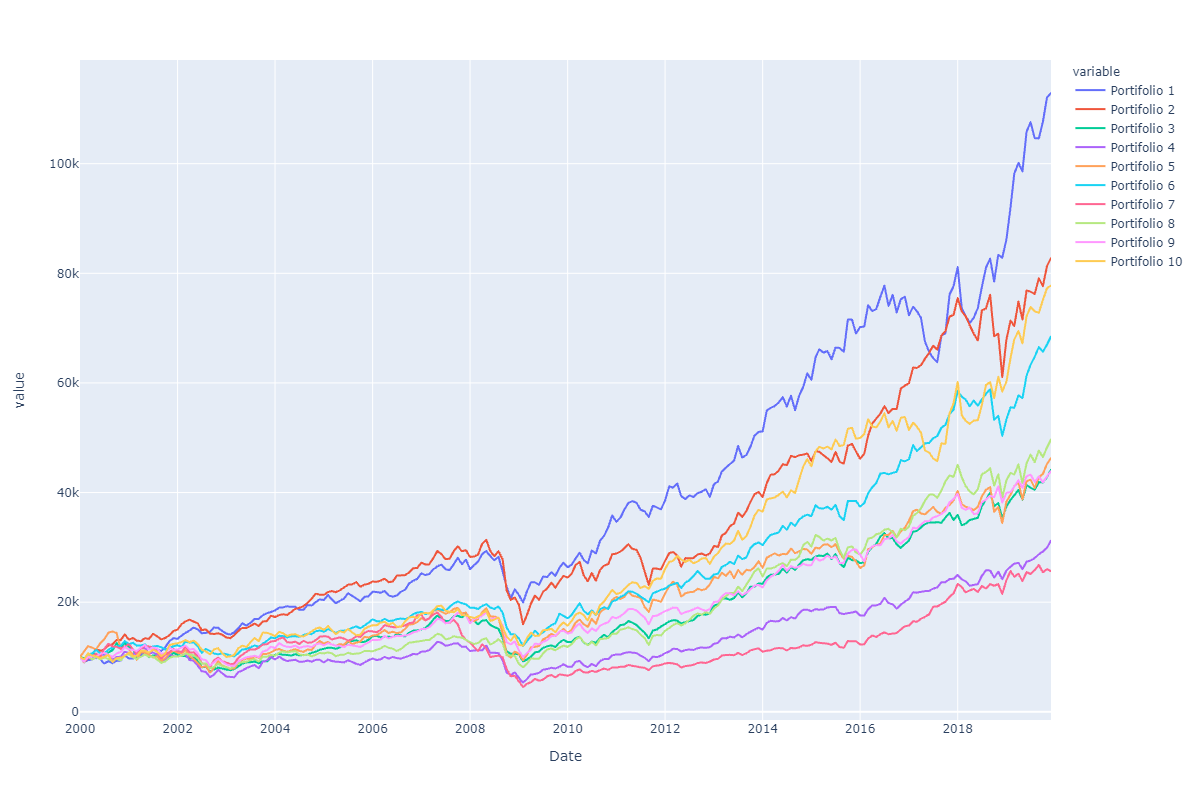 variable
Portifolio 1
Portifolio 2
Portifolio 3
Portifolio 4
Portifolio 5
Portifolio 6
Portifolio 7
Portifolio 8
Portifolio 9
Portifolio 10
100k
80k
60k
40k
20k
0
value
2000 2002 2004 2006 2008 2010 2012 2014 2016 2018
Date